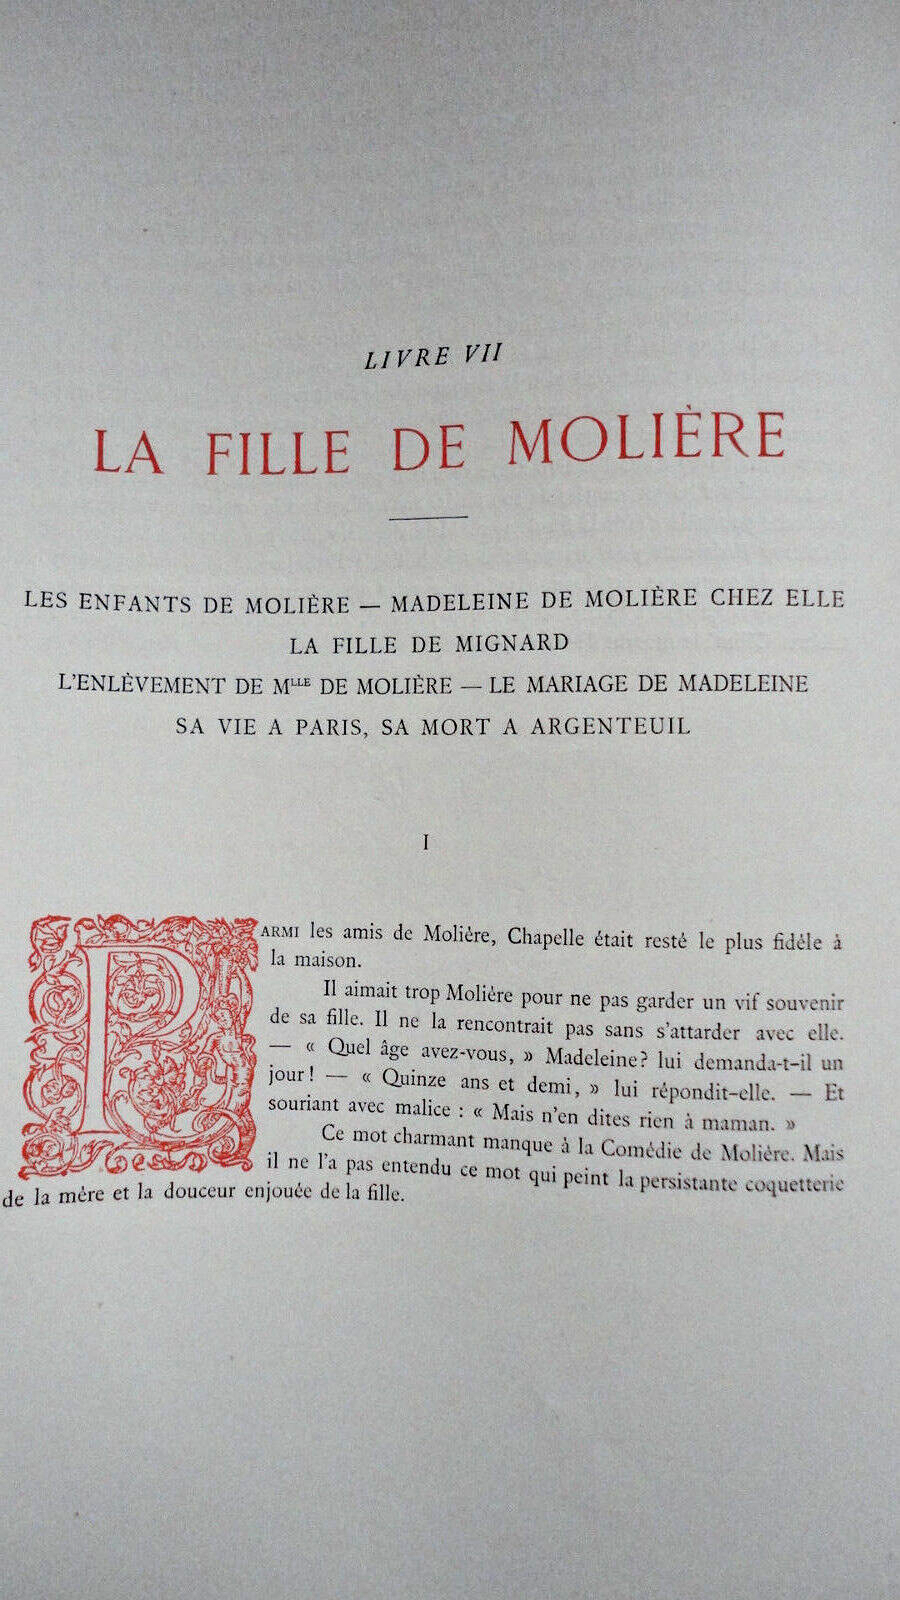 LIVRE VII
LA FILLE DE MOLIÈRE
LES ENFANTS DE MOLIÈRE — MADELEINE DE MOLIÈRE CHEZ ELLE
LA FILLE DE MIGNARD
L'ENLÈVEMENT DE MLLE DE MOLIÈRE — LE MARIAGE DE MADELEINE
SA VIE A PARIS, SA MORT A ARGENTEUIL
I
PARMI les amis de Molière, Chapelle était resté le plus fidèle à
la maison.
Il aimait trop Molière pour ne pas garder un vif souvenir
de sa fille. Il ne la rencontrait pas sans s'attarder avec elle.
— « Quel âge avez-vous, » Madeleine? lui demanda-t-il un
jour! — « Quinze ans et demi, » lui répondit-elle. — Et
souriant avec malice : « Mais n'en dites rien à maman. »
Ce mot charmant manque à la Comédie de Molière. Mais
il ne l'a pas entendu ce mot qui peint la persistante coquetterie
de la mère et la douceur enjouée de la fille.